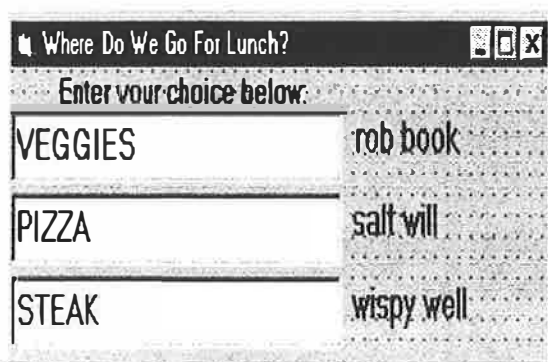 Where Do We Go For Lunch?
Enter your choice below:
VEGGIES rob book
PIZZA salt will
STEAK wispy well